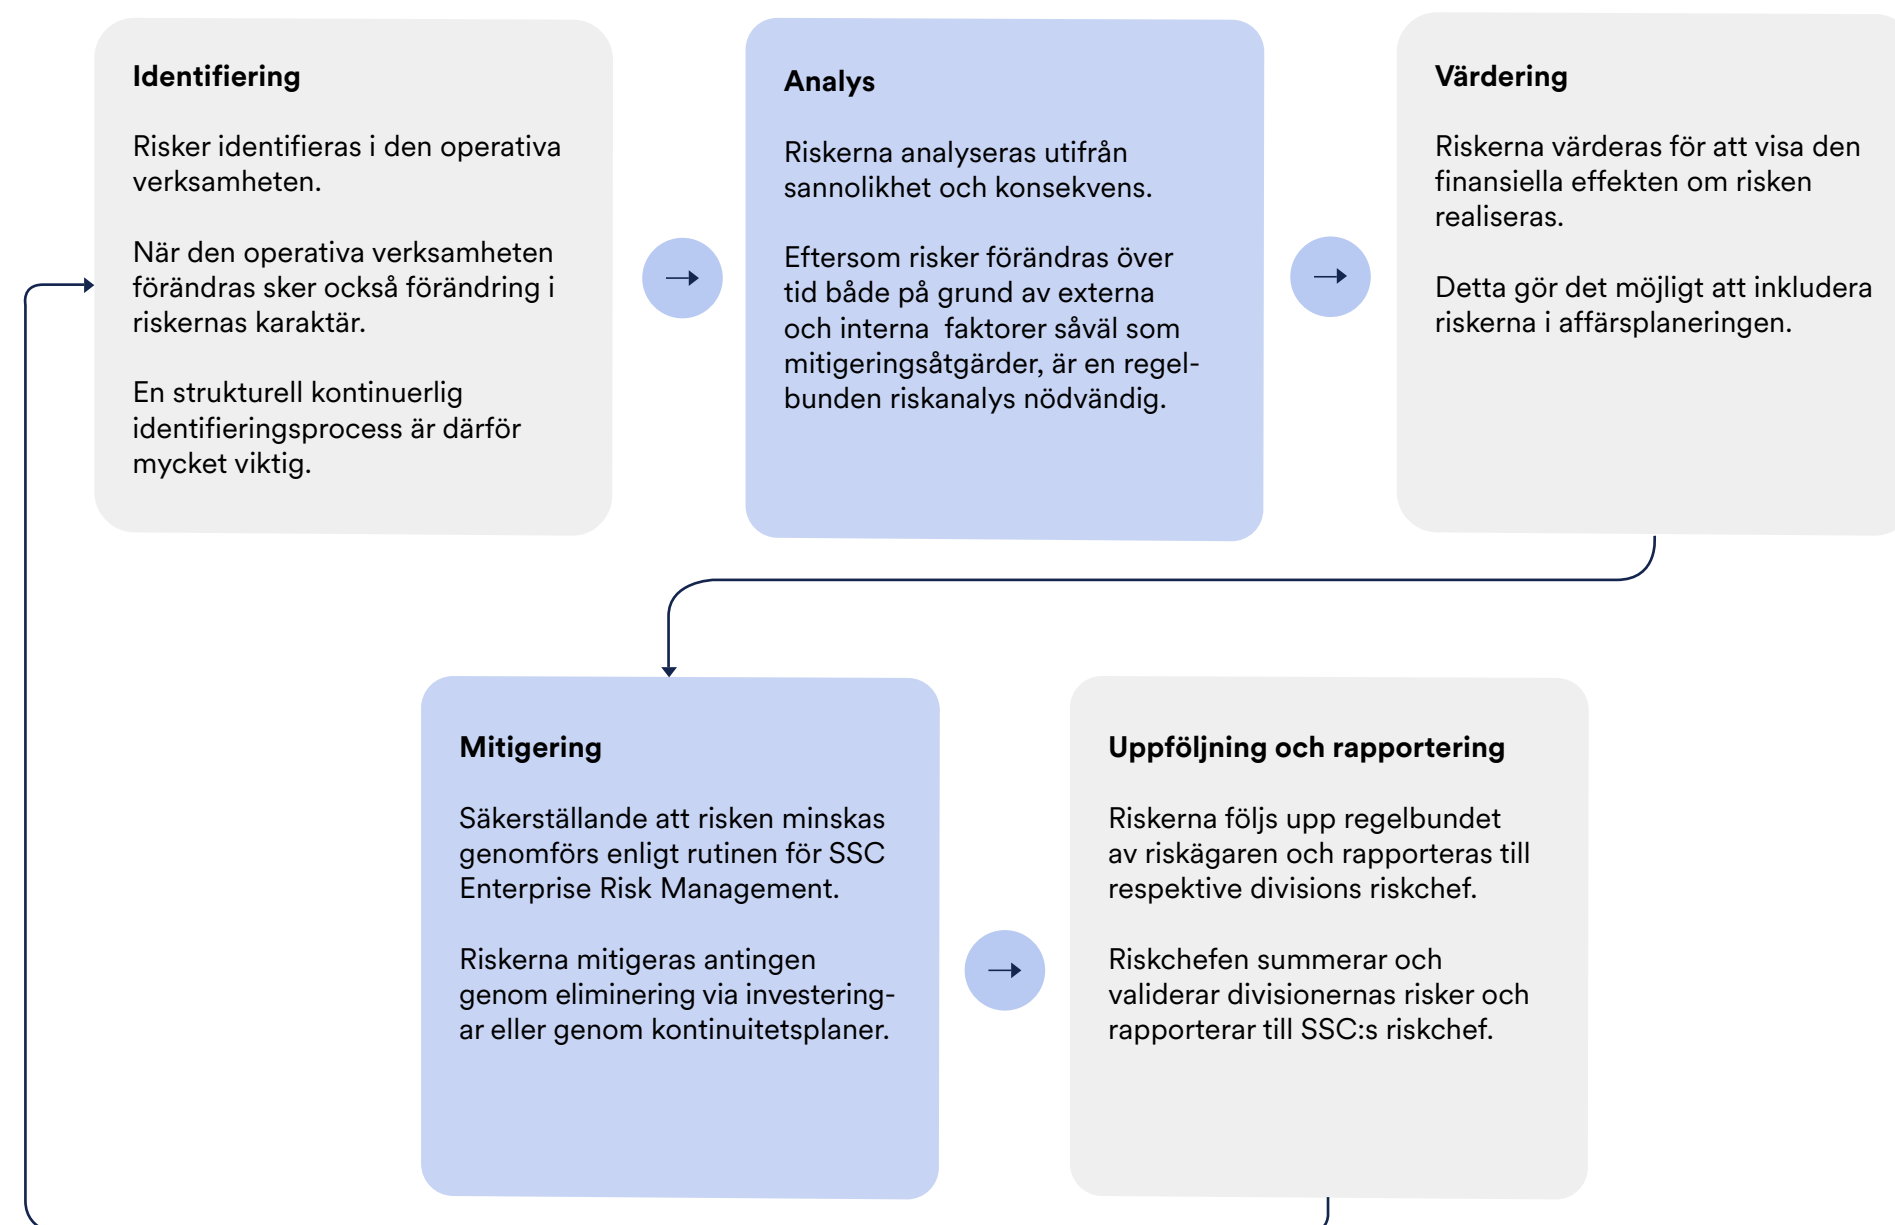 Identifiering
Risker identifieras i den operativa
verksamheten.
När den operativa verksamheten
förändras sker också förändring i
riskernas karaktär.
En strukturell kontinuerlig
identifieringsprocess är därför
mycket viktig.
Analys
Riskerna analyseras utifrån
sannolikhet och konsekvens.
Eftersom risker förändras över
tid både på grund av externa
och interna  faktorer såväl som
mitigeringsåtgärder, är en regel-
bunden riskanalys nödvändig.
Värdering
Riskerna värderas för att visa den
finansiella effekten om risken
realiseras.
Detta gör det möjligt att inkludera
riskerna i affärsplaneringen.
Mitigering
Säkerställande att risken minskas
genomförs enligt rutinen för SSC
Enterprise Risk Management.
Riskerna mitigeras antingen
genom eliminering via investering-
ar eller genom kontinuitetsplaner.
Uppföljning och rapportering
Riskerna följs upp regelbundet
av riskägaren och rapporteras till
respektive divisions riskchef.
Riskchefen summerar och
validerar divisionernas risker och
rapporterar till SSC:s riskchef.